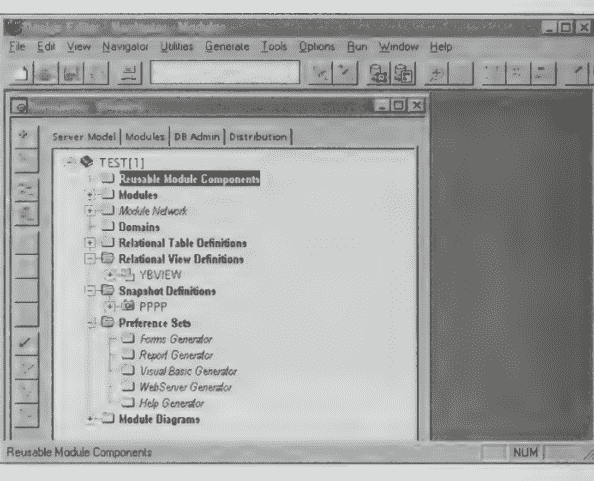 File Edit View Navigator Utilities Generate Tools Options Run Window Help
Server Model Modules DB Admin Distribution
TEST[1]
Reusable Module Components
Modules
Module Network
Domains
Relational Table Definitions
Relational View Definitions
YBVIEW
Snapshot Definitions
PPPP
Preference Sets
Forms Generator
Report Generator
Visual Basic Generator
WebServer Generator
Help Generator
Module Diagrams
Reusable Module Components
NUM